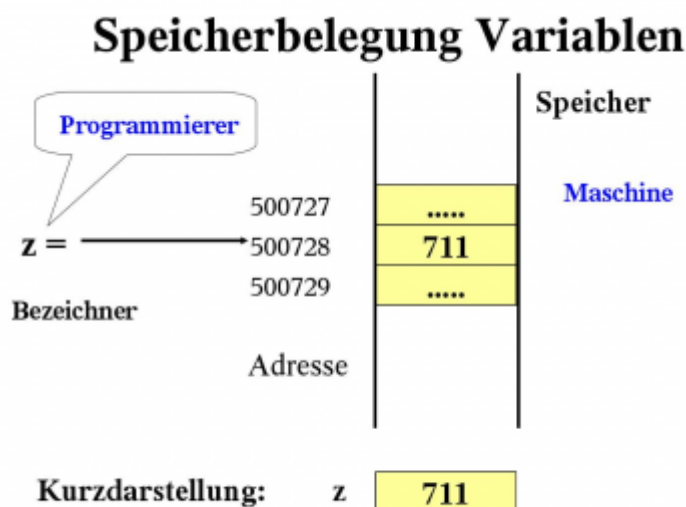 Speicherbelegung Variablen
Speicher
Programmierer
Maschine
500727 .....
z = 500728 711
500729 .....
Bezeichner
Adresse
Kurzdarstellung: z 711